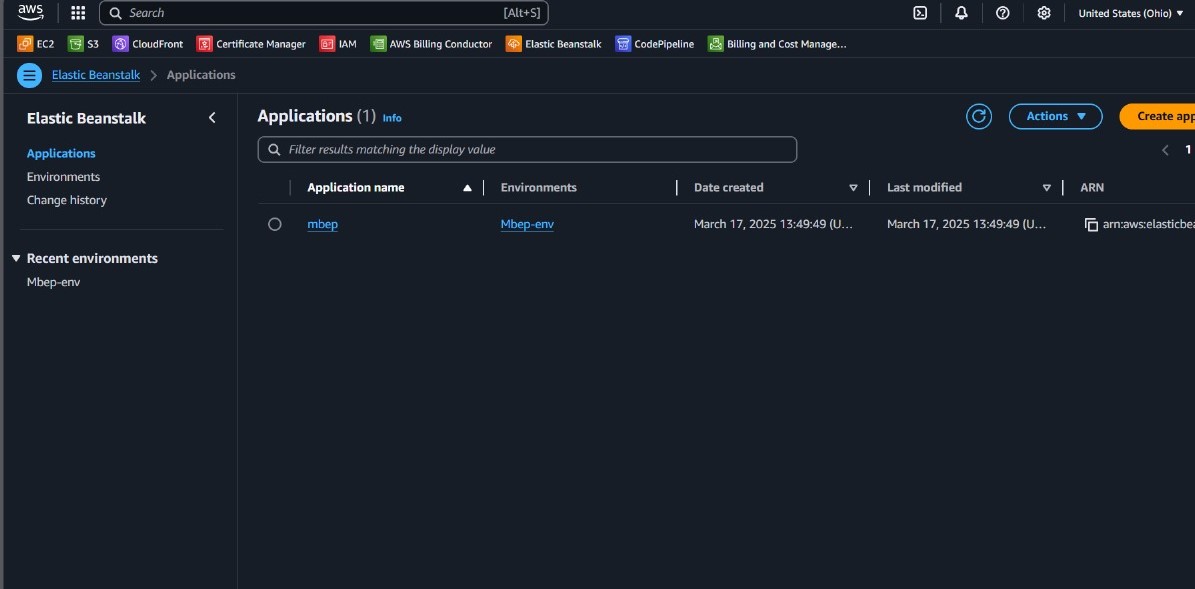 aws
Search [Alt+S]
United States (Ohio)
EC2 S3 CloudFront Certificate Manager IAM AWS Billing Conductor Elastic Beanstalk CodePipeline Billing and Cost Manage...
Elastic Beanstalk Applications
Elastic Beanstalk
Applications
Environments
Change history
Recent environments
Mbep-env
Applications (1) Info
Actions
Create app
Filter results matching the display value
1
Application name Environments Date created Last modified ARN
mbep Mbep-env March 17, 2025 13:49:49 (U... March 17, 2025 13:49:49 (U... arn:aws:elasticbea